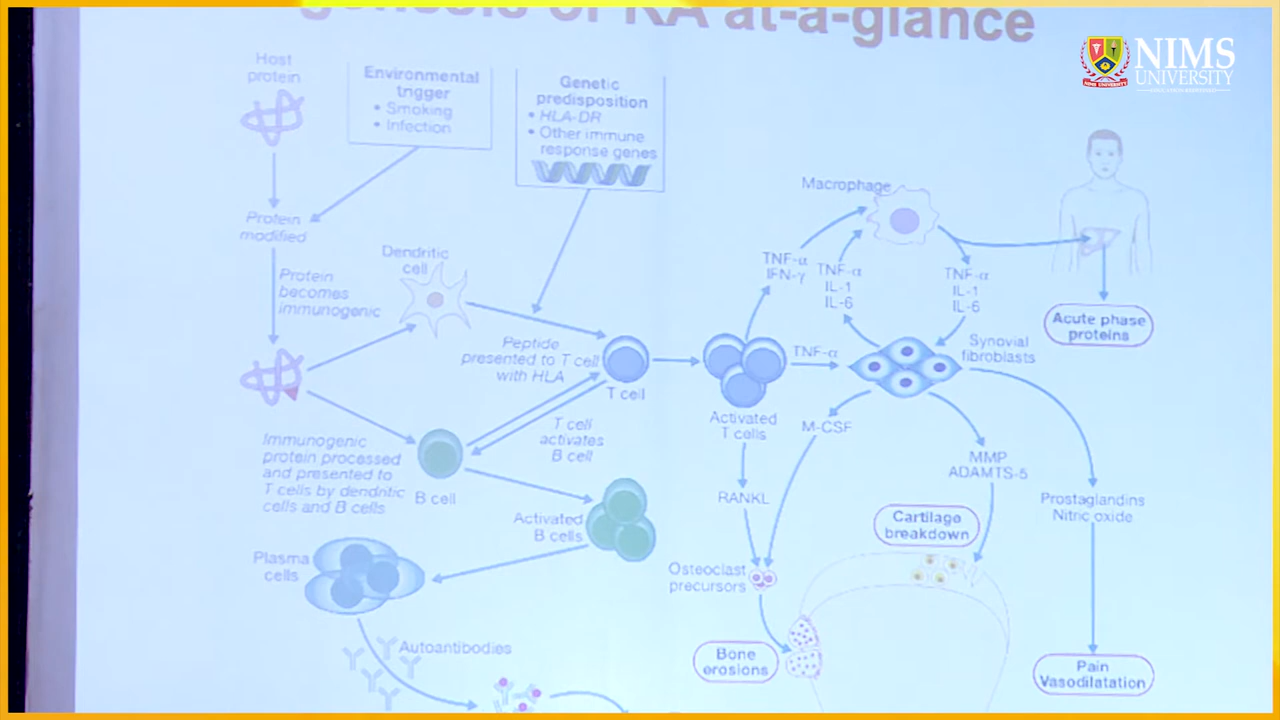 genesis of RA at-a-glance
NIMS
UNIVERSITY
Host
protein
Environmental
trigger
• Smoking
• Infection
Genetic
predisposition
• HLA-DR
• Other immune
response genes
Protein
modified
Protein
becomes
immunogenic
Dendritic
cell
Peptide
presented to T cell
with HLA
T cell
T cell
activates
B cell
Immunogenic
protein processed
and presented to
T cells by dendritic
cells and B cells
B cell
Activated
B cells
Plasma
cells
Autoantibodies
Macrophage
TNF-α
IFN-γ
TNF-α
IL-1
IL-6
TNF-α
IL-1
IL-6
Acute phase
proteins
TNF-α
Synovial
fibroblasts
Activated
T cells
M-CSF
MMP
ADAMTS-5
RANKL
Prostaglandins
Nitric oxide
Cartilage
breakdown
Osteoclast
precursors
Bone
erosions
Pain
Vasodilatation